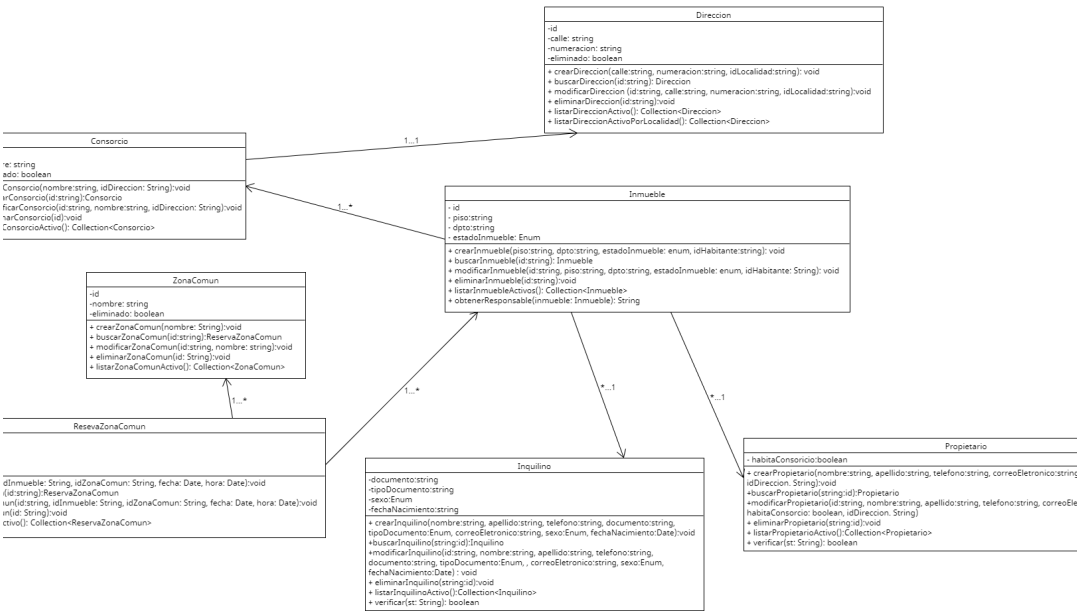 Direccion
-id
-calle: string
-numeracion: string
-eliminado: boolean
+ crearDireccion(calle:string, numeracion:string, idLocalidad:string): void
+ buscarDireccion(id:string): Direccion
+ modificarDireccion (id:string, calle:string, numeracion:string, idLocalidad:string):void
+ eliminarDireccion(id:string):void
+ listarDireccionActivo(): Collection<Direccion>
+ listarDireccionActivoPorLocalidad(): Collection<Direccion>
1...1
Consorcio
re: string
ado: boolean
Consorcio(nombre:string, idDireccion: String):void
arConsorcio(id:string):Consorcio
ificarConsorcio(id:string, nombre:string, idDireccion: String):void
narConsorcio(id):void
ConsorcioActivo(): Collection<Consorcio>
1...*
Inmueble
- id
- piso:string
- dpto:string
- estadoInmueble: Enum
+ crearInmueble(piso:string, dpto:string, estadoInmueble: enum, idHabitante:string): void
+ buscarInmueble(id:string): Inmueble
+ modificarInmueble(id:string, piso:string, dpto:string, estadoInmueble: enum, idHabitante: String): void
+ eliminarInmueble(id:string):void
+ listarInmuebleActivos(): Collection<Inmueble>
+ obtenerResponsable(inmueble: Inmueble): String
ZonaComun
-id
-nombre: string
-eliminado: boolean
+ crearZonaComun(nombre: String):void
+ buscarZonaComun(id:string):ReservaZonaComun
+ modificarZonaComun(id:string, nombre: string):void
+ eliminarZonaComun(id: String):void
+ listarZonaComunActivo(): Collection<ZonaComun>
1...*
1...*
*...1
*...1
ResevaZonaComun
dInmueble: String, idZonaComun: String, fecha: Date, hora: Date):void
n(id:string):ReservaZonaComun
mun(id:string, idInmueble: String, idZonaComun: String, fecha: Date, hora: Date):void
un(id: String):void
ctivo(): Collection<ReservaZonaComun>
Inquilino
-documento:string
-tipoDocumento:string
-sexo:Enum
-fechaNacimiento:string
+ crearInquilino(nombre:string, apellido:string, telefono:string, documento:string,
tipoDocumento:Enum, correoEletronico:string, sexo:Enum, fechaNacimiento:Date):void
+buscarInquilino(string:id):Inquilino
+modificarInquilino(id:string, nombre:string, apellido:string, telefono:string,
documento:string, tipoDocumento:Enum, , correoEletronico:string, sexo:Enum,
fechaNacimiento:Date) : void
+ eliminarInquilino(string:id):void
+ listarInquilinoActivo():Collection<Inquilino>
+ verificar(st: String): boolean
Propietario
- habitaConsoricio:boolean
+ crearPropietario(nombre:string, apellido:string, telefono:string, correoEletronico:string
idDireccion. String):void
+buscarPropietario(string:id):Propietario
+modificarPropietario(id:string, nombre:string, apellido:string, telefono:string, correoEle
habitaConsorcio: boolean, idDireccion. String)
+ eliminarPropietario(string:id):void
+ listarPropietarioActivo():Collection<Propietario>
+ verificar(st: String): boolean